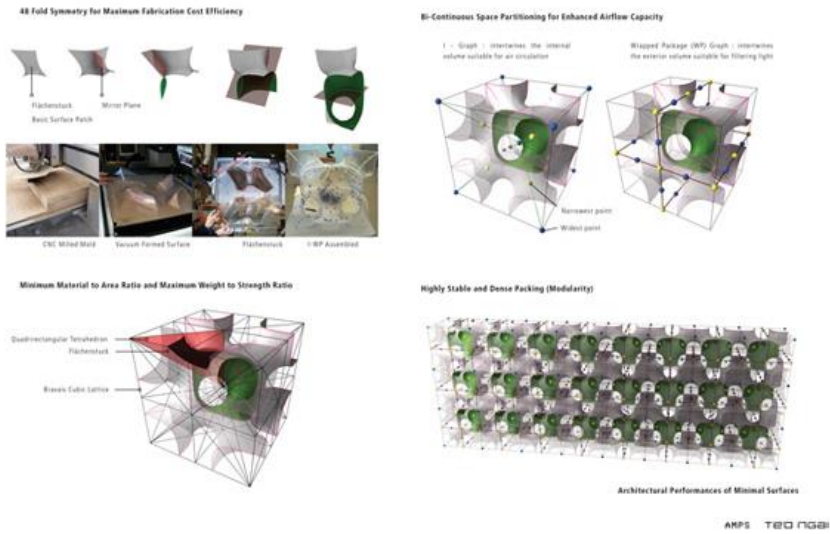 48 Fold Symmetry for Maximum Fabrication Cost Efficiency
Flächenstuck
Mirror Plane
Basic Surface Patch
CNC Milled Mold
Vacuum Formed Surface
Flächenstuck
I-WP Assembled
Bi-Continuous Space Partitioning for Enhanced Airflow Capacity
I - Graph : intertwines the internal
volume suitable for air circulation
Wrapped Package (WP) Graph : intertwines
the exterior volume suitable for filtering light
Narrowest point
Widest point
Minimum Material to Area Ratio and Maximum Weight to Strength Ratio
Quadrirectangular Tetrahedron
Flächenstuck
Bravais Cubic Lattice
Highly Stable and Dense Packing (Modularity)
Architectural Performances of Minimal Surfaces
AMPS TEO NGAI